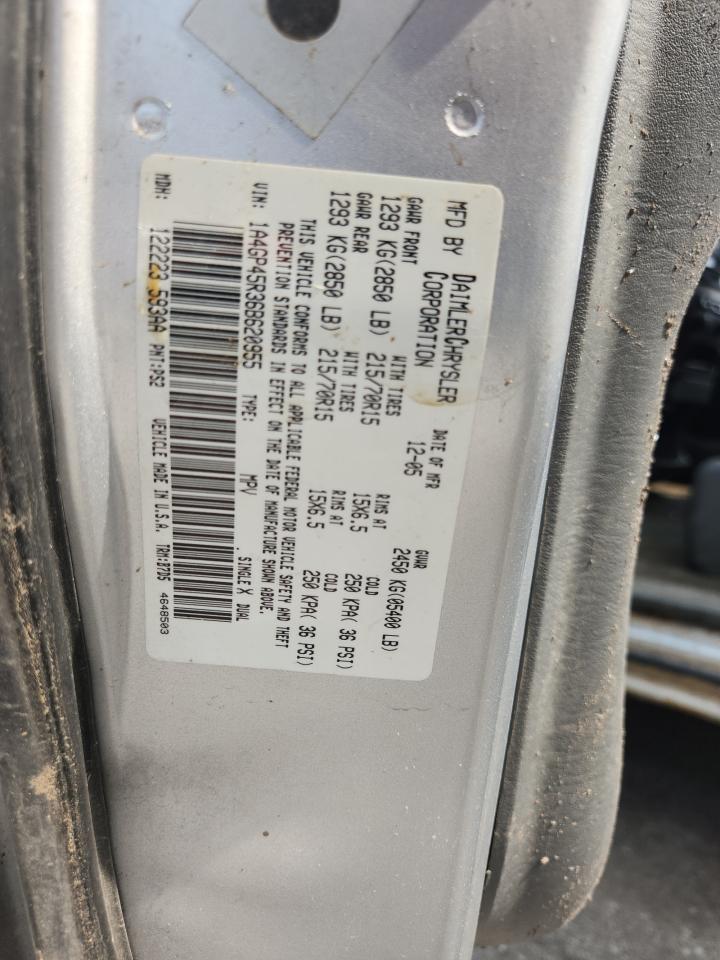 MFD BY DAIMLERCHRYSLER CORPORATION
DATE OF MFR 12-05
GVWR 2450 KG(05400 LB)
GAWR FRONT WITH TIRES RIMS AT COLD
1293 KG(2850 LB) 215/70R15 15X6.5 250 KPA( 36 PSI)
GAWR REAR WITH TIRES RIMS AT COLD
1293 KG(2850 LB) 215/70R15 15X6.5 250 KPA( 36 PSI)
THIS VEHICLE CONFORMS TO ALL APPLICABLE FEDERAL MOTOR VEHICLE SAFETY AND THEFT
PREVENTION STANDARDS IN EFFECT ON THE DATE OF MANUFACTURE SHOWN ABOVE.
VIN: 1A4GP45R36B620955 TYPE: MPV SINGLE X DUAL
MDH: 122223 593AA PNT:PS2 VEHICLE MADE IN U.S.A. TRM:B7D5 4648503